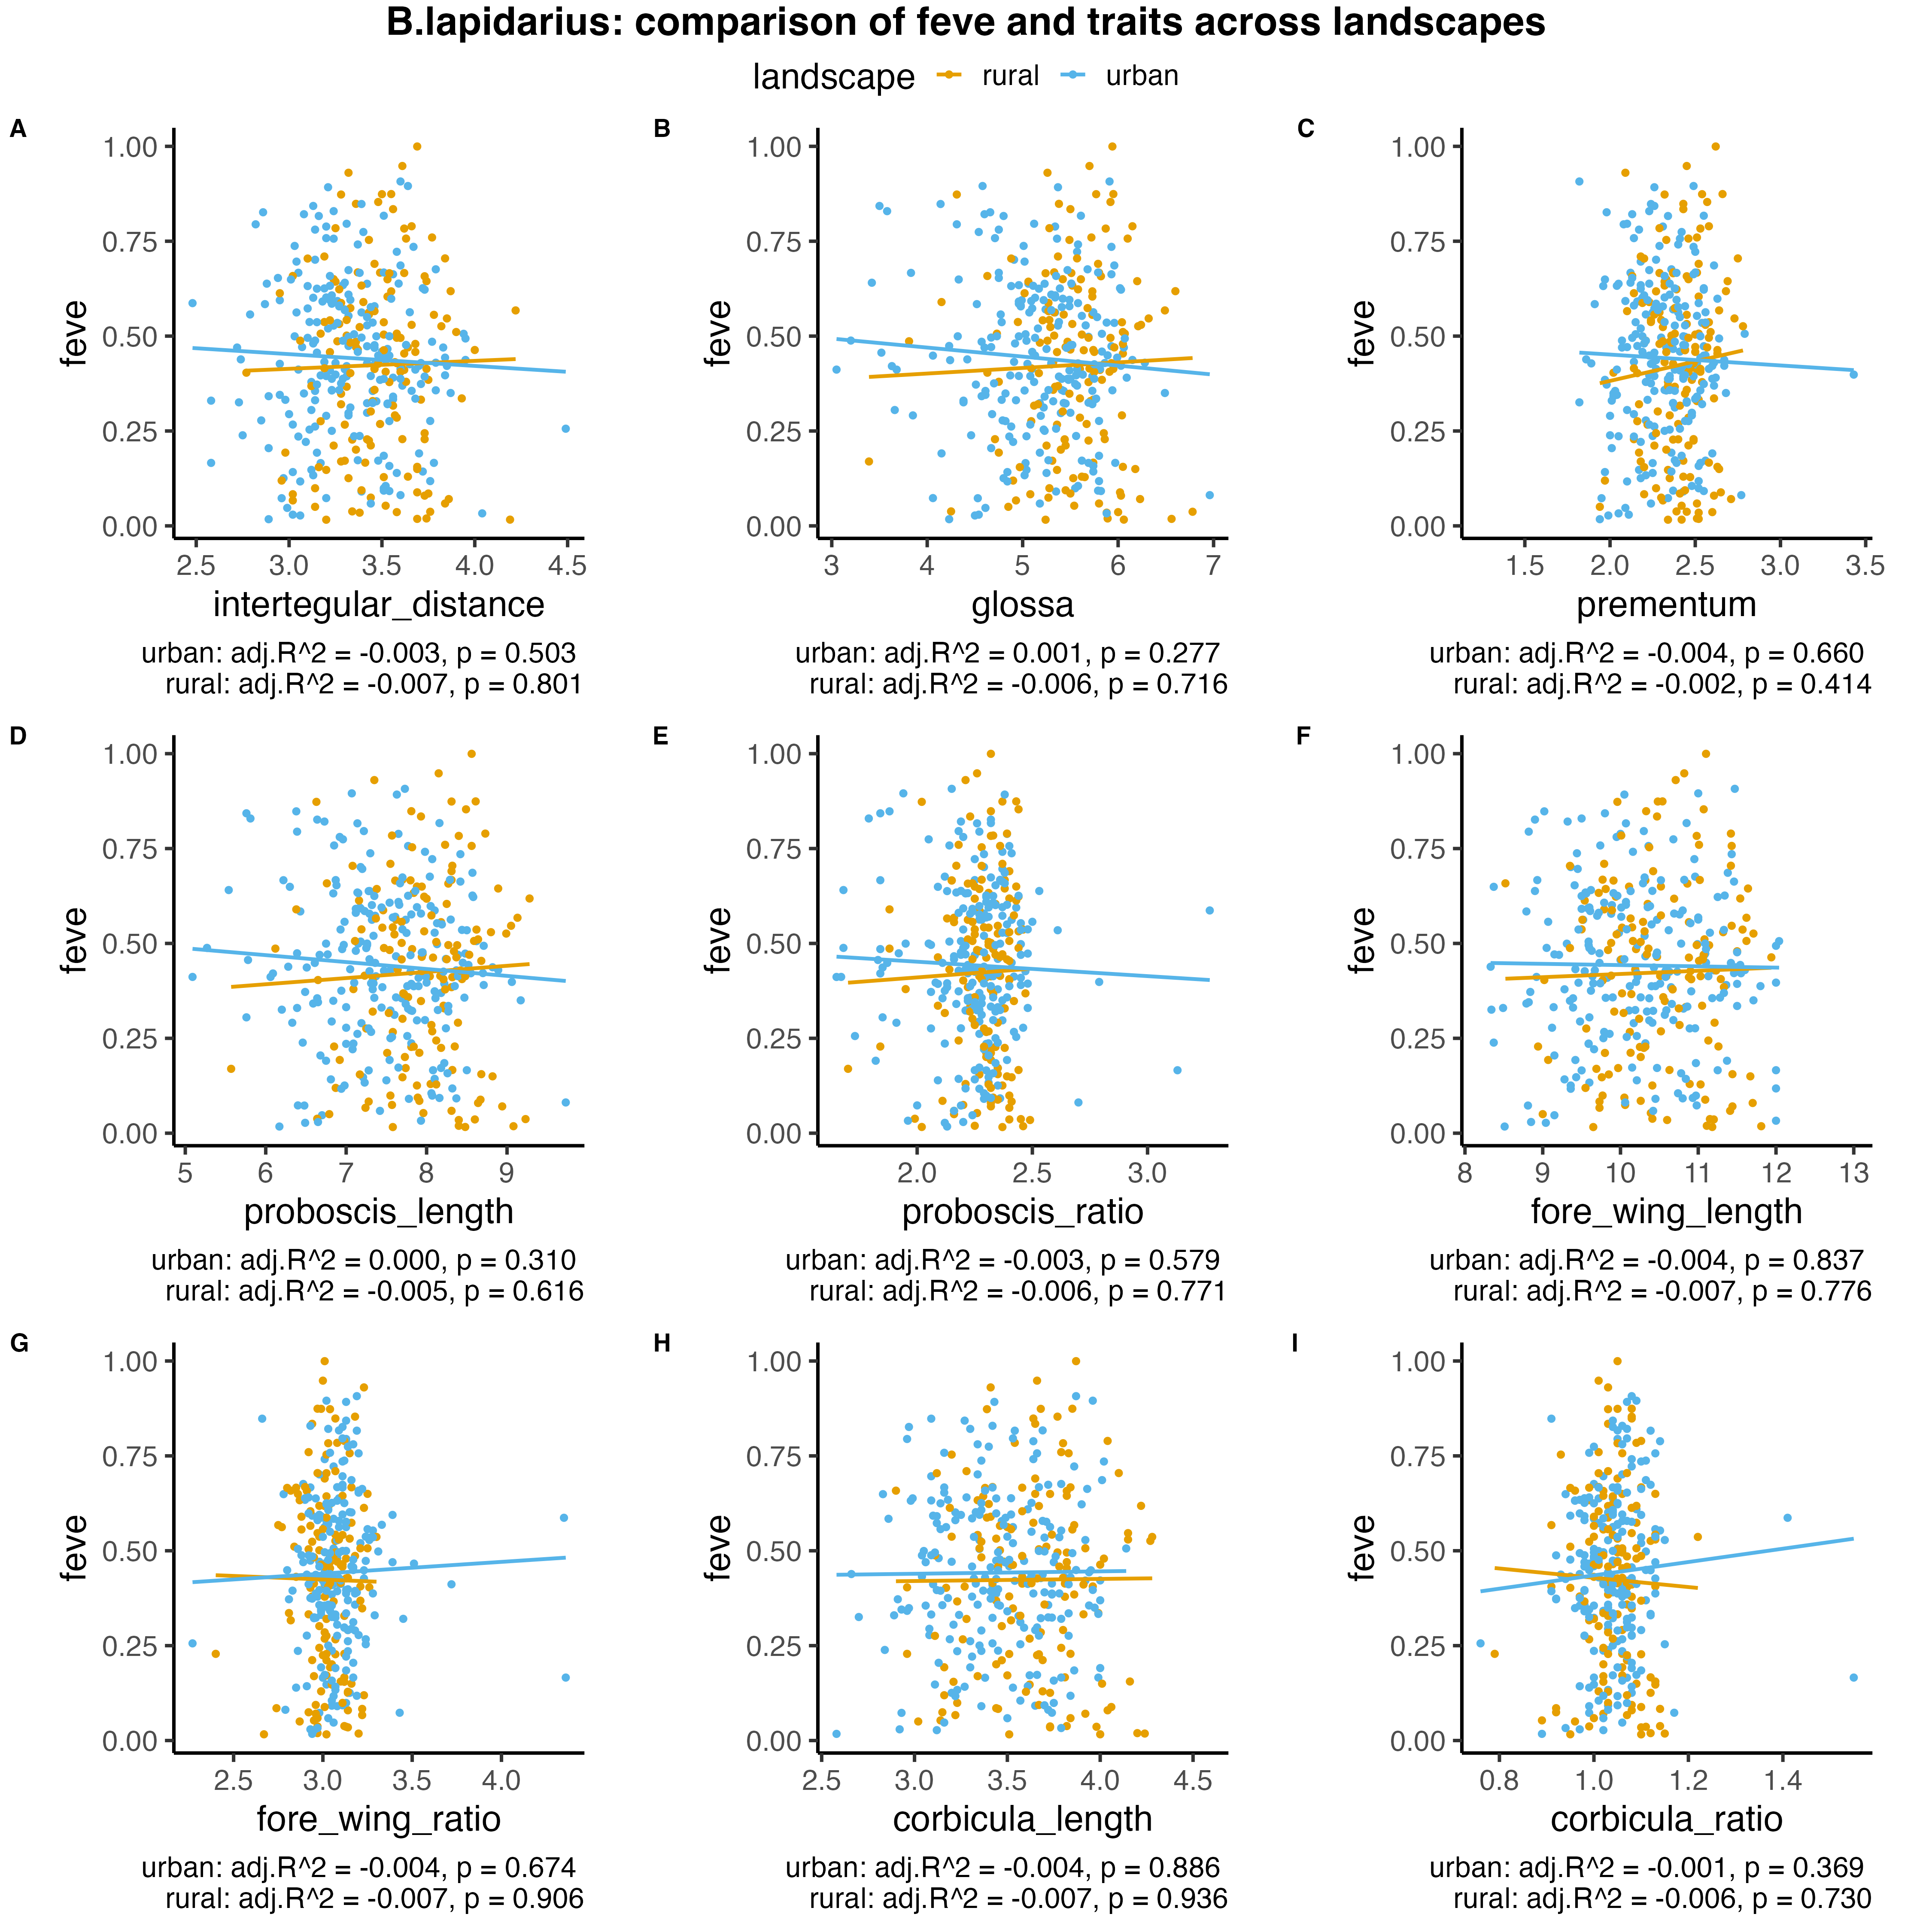 B.lapidarius: comparison of feve and traits across landscapes
landscape rural urban
A
1.00
0.75
0.50
0.25
0.00
feve
2.5 3.0 3.5 4.0 4.5
intertegular_distance
urban: adj.R^2 = -0.003, p = 0.503
rural: adj.R^2 = -0.007, p = 0.801
B
1.00
0.75
0.50
0.25
0.00
feve
3 4 5 6 7
glossa
urban: adj.R^2 = 0.001, p = 0.277
rural: adj.R^2 = -0.006, p = 0.716
C
1.00
0.75
0.50
0.25
0.00
feve
1.5 2.0 2.5 3.0 3.5
prementum
urban: adj.R^2 = -0.004, p = 0.660
rural: adj.R^2 = -0.002, p = 0.414
D
1.00
0.75
0.50
0.25
0.00
feve
5 6 7 8 9
proboscis_length
urban: adj.R^2 = 0.000, p = 0.310
rural: adj.R^2 = -0.005, p = 0.616
E
1.00
0.75
0.50
0.25
0.00
feve
2.0 2.5 3.0
proboscis_ratio
urban: adj.R^2 = -0.003, p = 0.579
rural: adj.R^2 = -0.006, p = 0.771
F
1.00
0.75
0.50
0.25
0.00
feve
8 9 10 11 12 13
fore_wing_length
urban: adj.R^2 = -0.004, p = 0.837
rural: adj.R^2 = -0.007, p = 0.776
G
1.00
0.75
0.50
0.25
0.00
feve
2.5 3.0 3.5 4.0
fore_wing_ratio
urban: adj.R^2 = -0.004, p = 0.674
rural: adj.R^2 = -0.007, p = 0.906
H
1.00
0.75
0.50
0.25
0.00
feve
2.5 3.0 3.5 4.0 4.5
corbicula_length
urban: adj.R^2 = -0.004, p = 0.886
rural: adj.R^2 = -0.007, p = 0.936
I
1.00
0.75
0.50
0.25
0.00
feve
0.8 1.0 1.2 1.4
corbicula_ratio
urban: adj.R^2 = -0.001, p = 0.369
rural: adj.R^2 = -0.006, p = 0.730